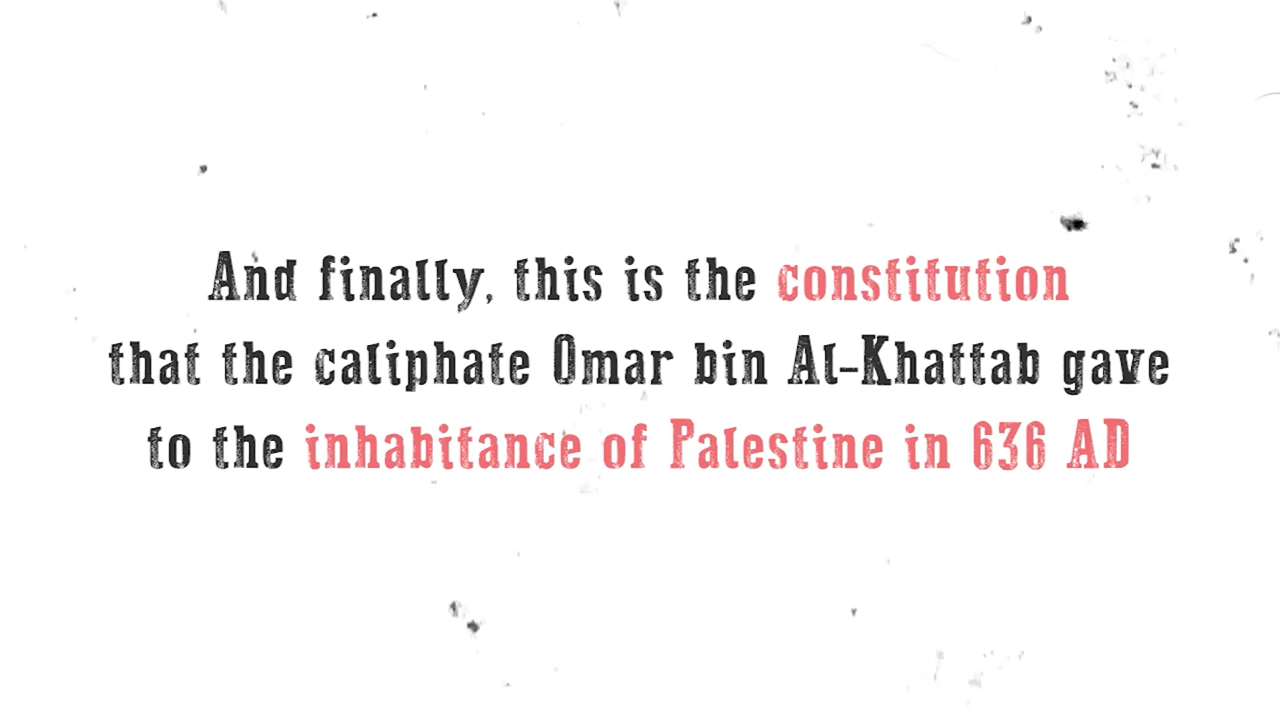 And finally, this is the constitution
that the caliphate Omar bin Al-Khattab gave
to the inhabitance of Palestine in 636 AD